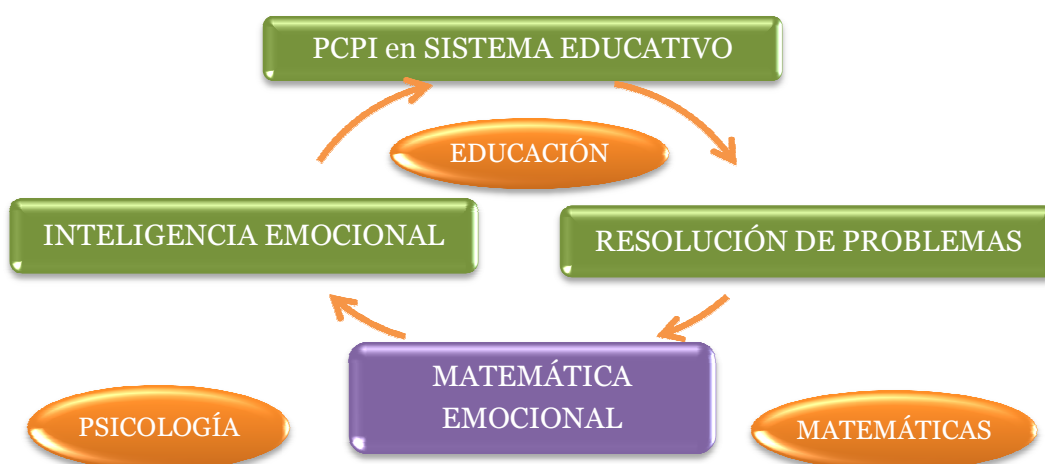 PCPI en SISTEMA EDUCATIVO
EDUCACIÓN
INTELIGENCIA EMOCIONAL
RESOLUCIÓN DE PROBLEMAS
MATEMÁTICA
EMOCIONAL
PSICOLOGÍA
MATEMÁTICAS